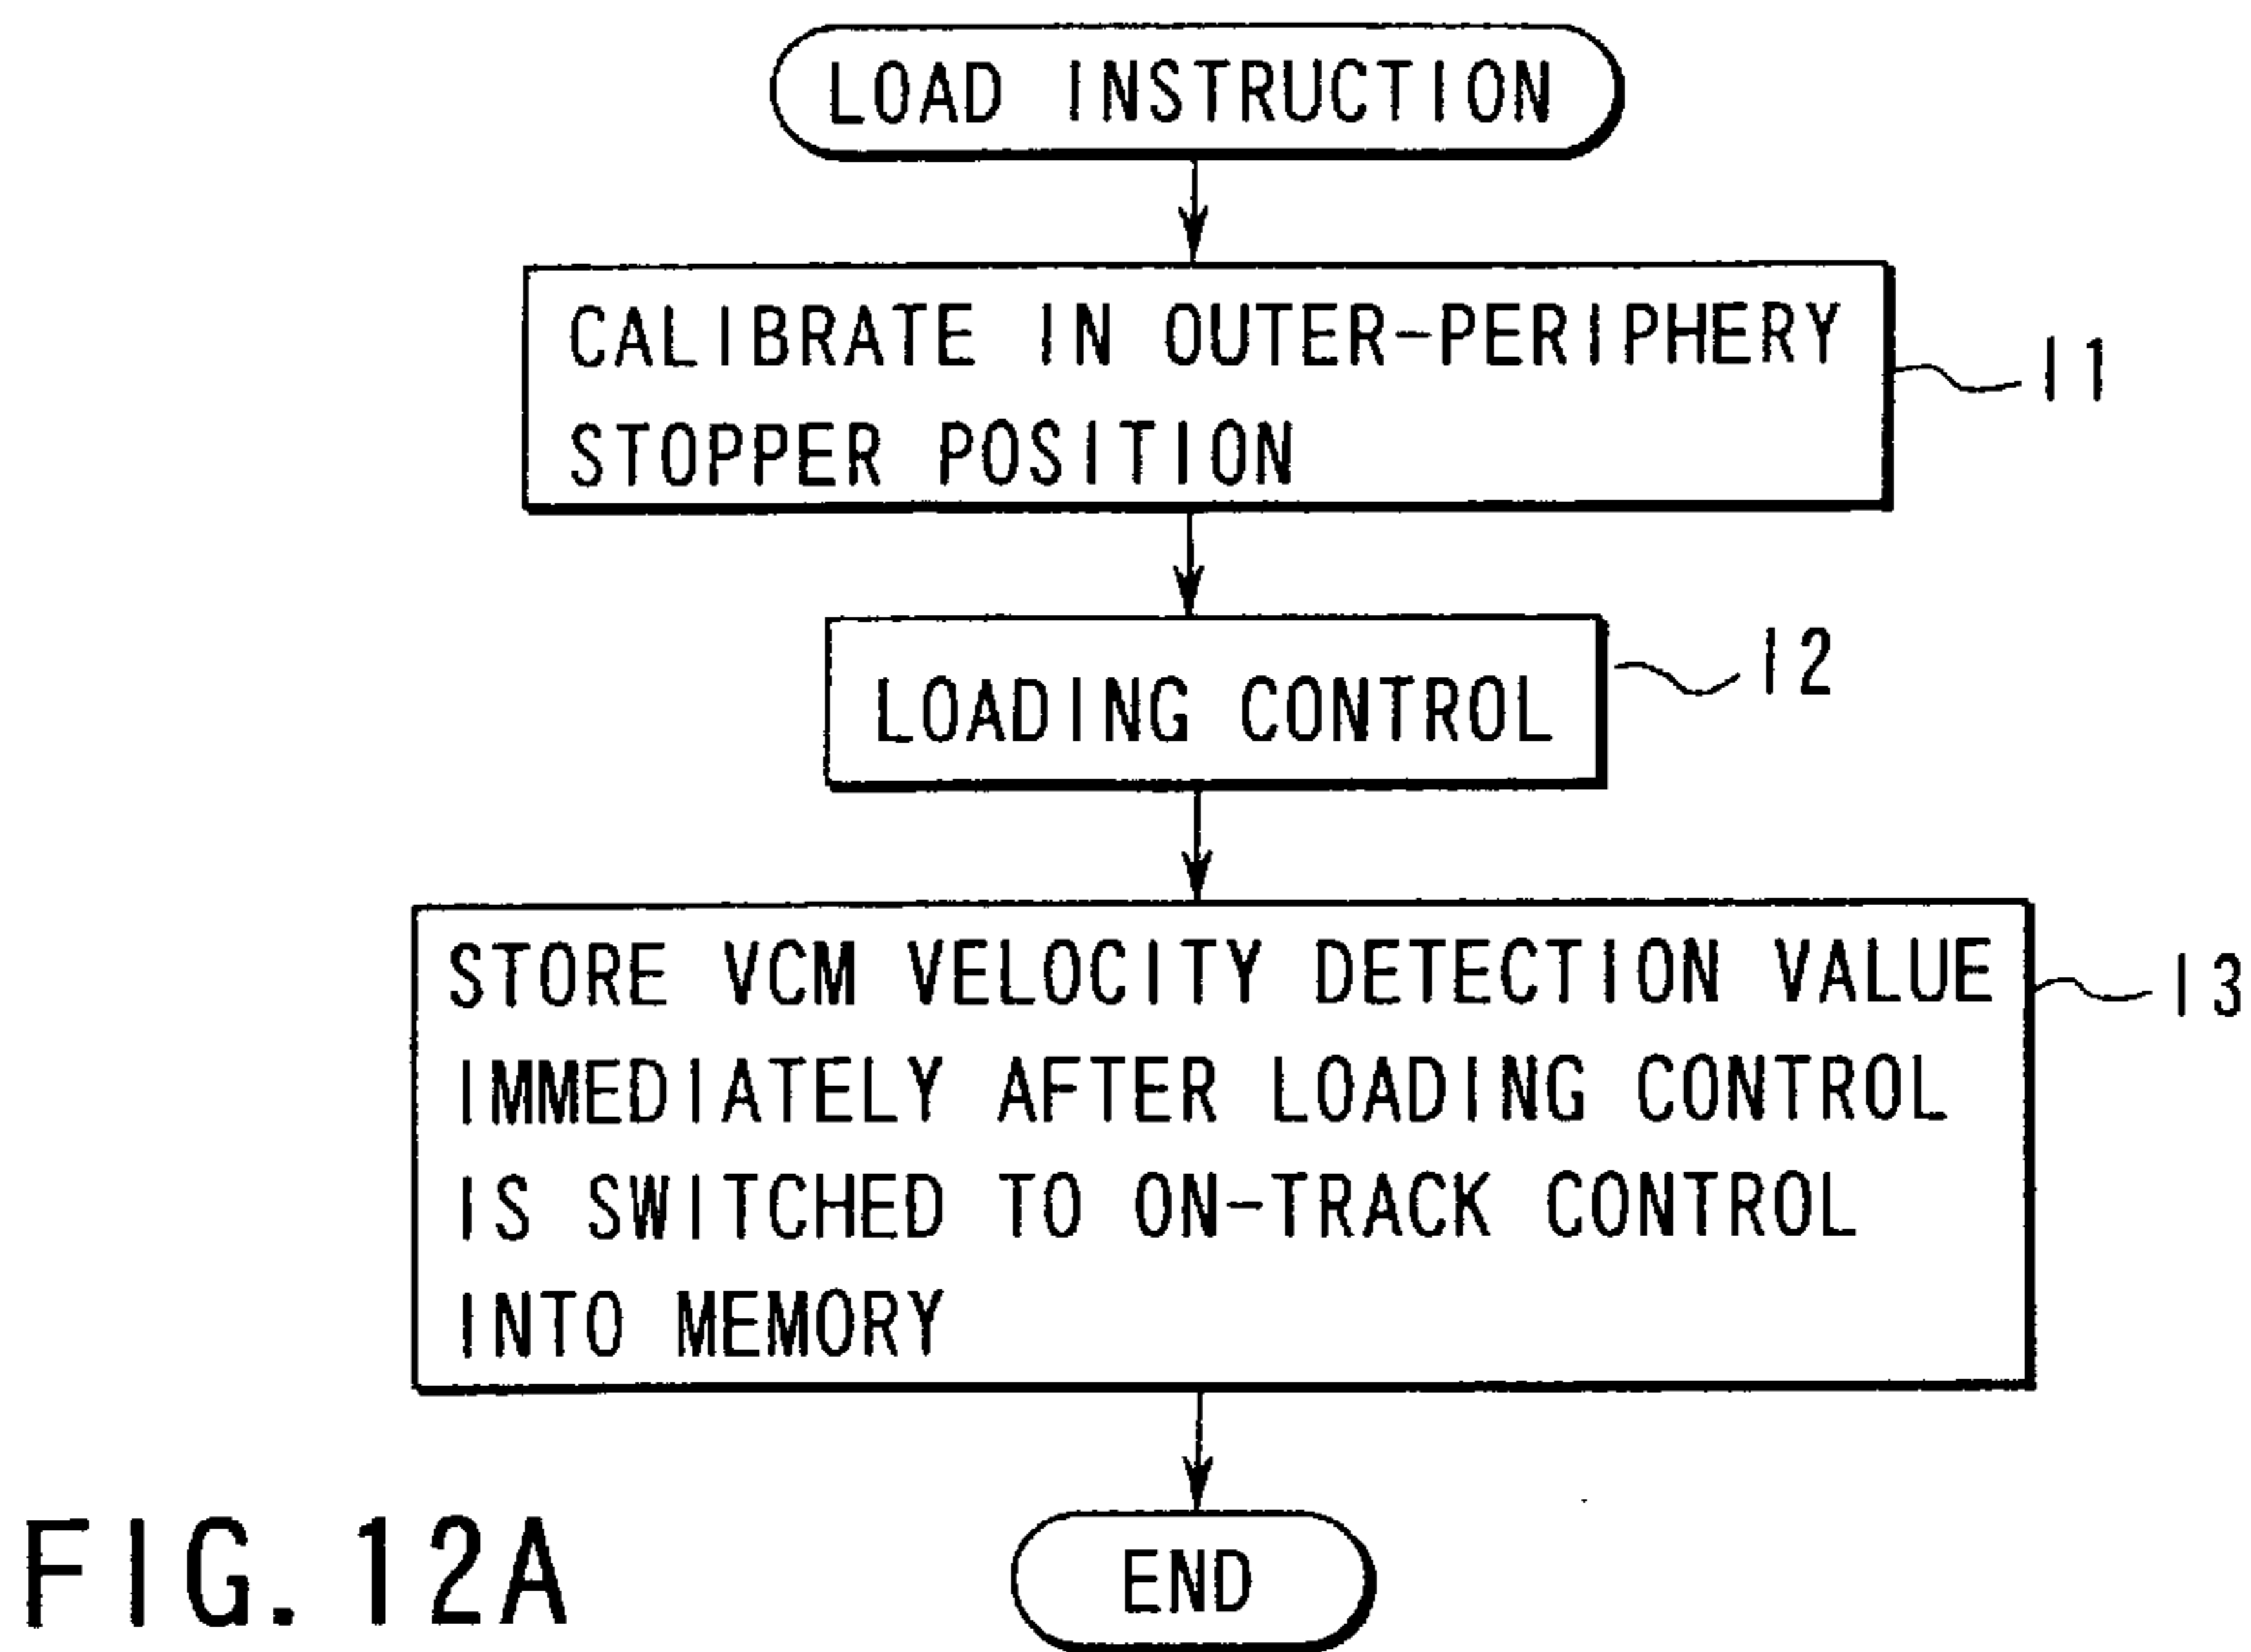 LOAD INSTRUCTION
CALIBRATE IN OUTER-PERIPHERY
STOPPER POSITION
11
LOADING CONTROL
12
STORE VCM VELOCITY DETECTION VALUE
IMMEDIATELY AFTER LOADING CONTROL
IS SWITCHED TO ON-TRACK CONTROL
INTO MEMORY
13
END
FIG. 12A